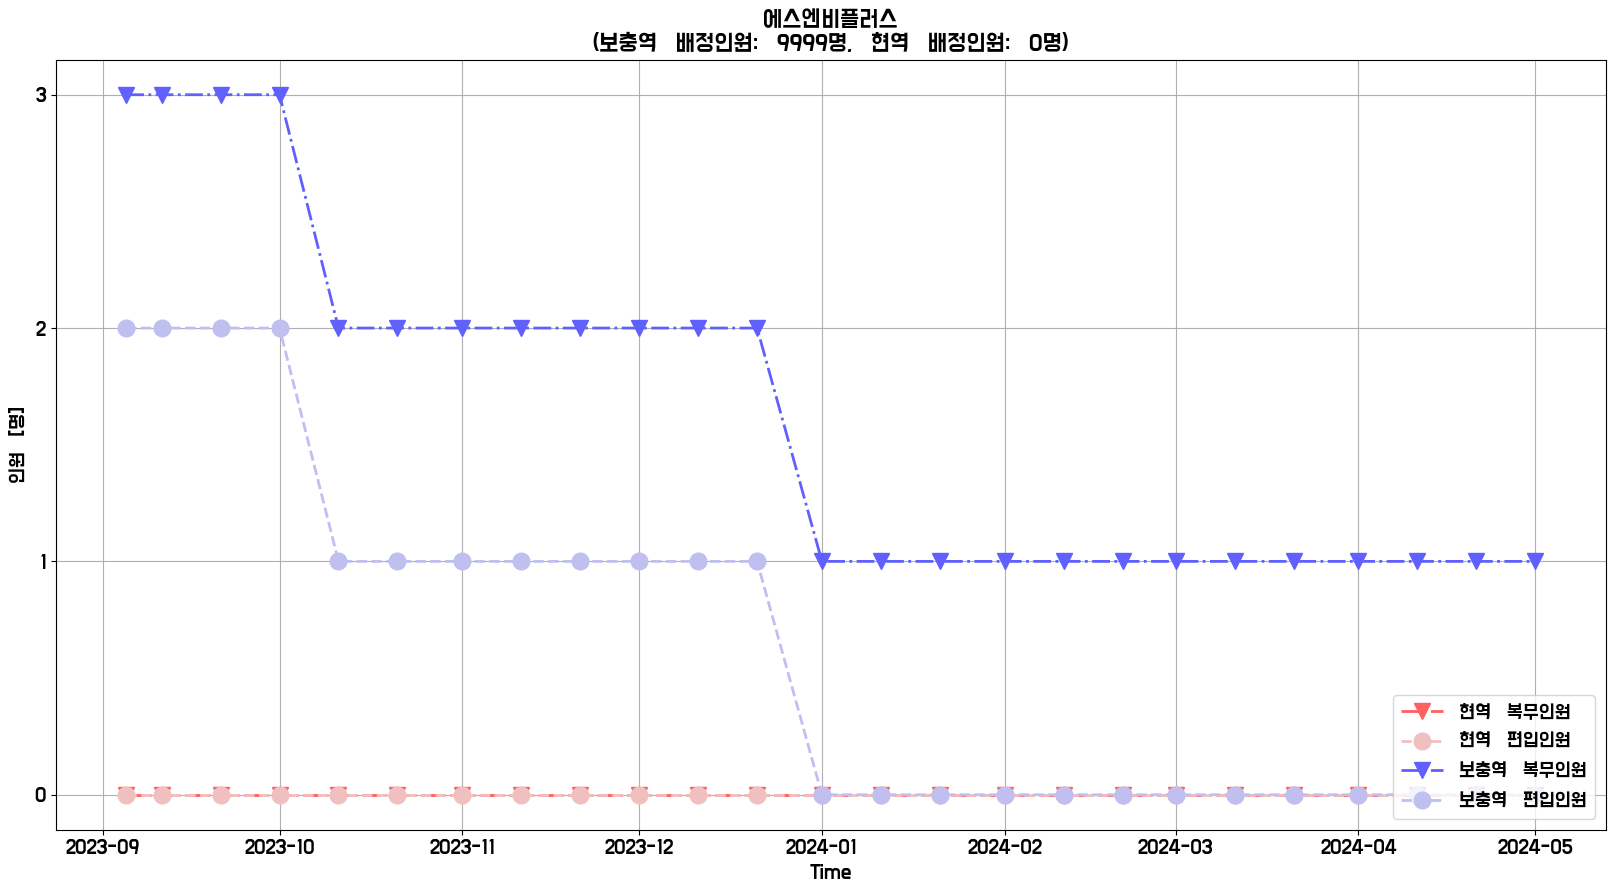 에스엔비플러스
(보충역 배정인원: 9999명, 현역 배정인원: 0명)
3
2
1
0
인원 [명]
2023-09 2023-10 2023-11 2023-12 2024-01 2024-02 2024-03 2024-04 2024-05
Time
현역 복무인원
현역 편입인원
보충역 복무인원
보충역 편입인원